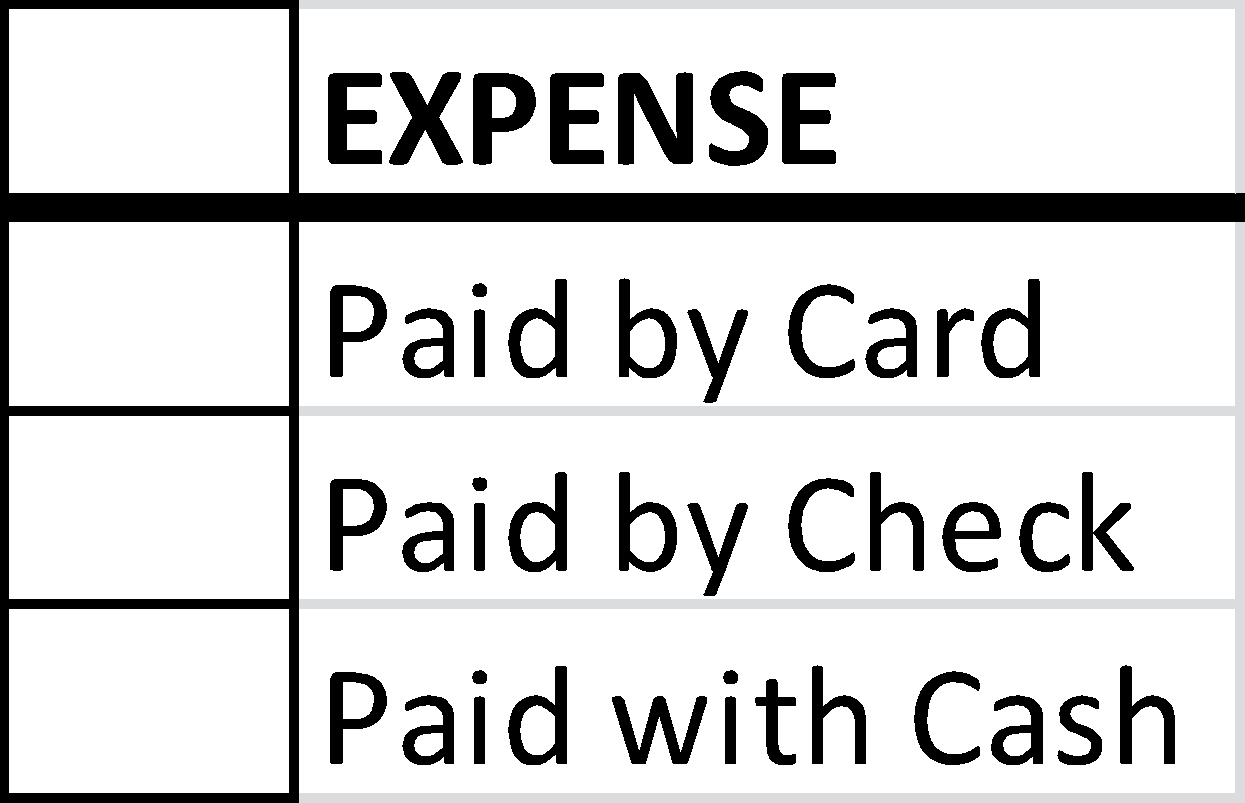 EXPENSE
Paid by Card
Paid by Check
Paid with Cash